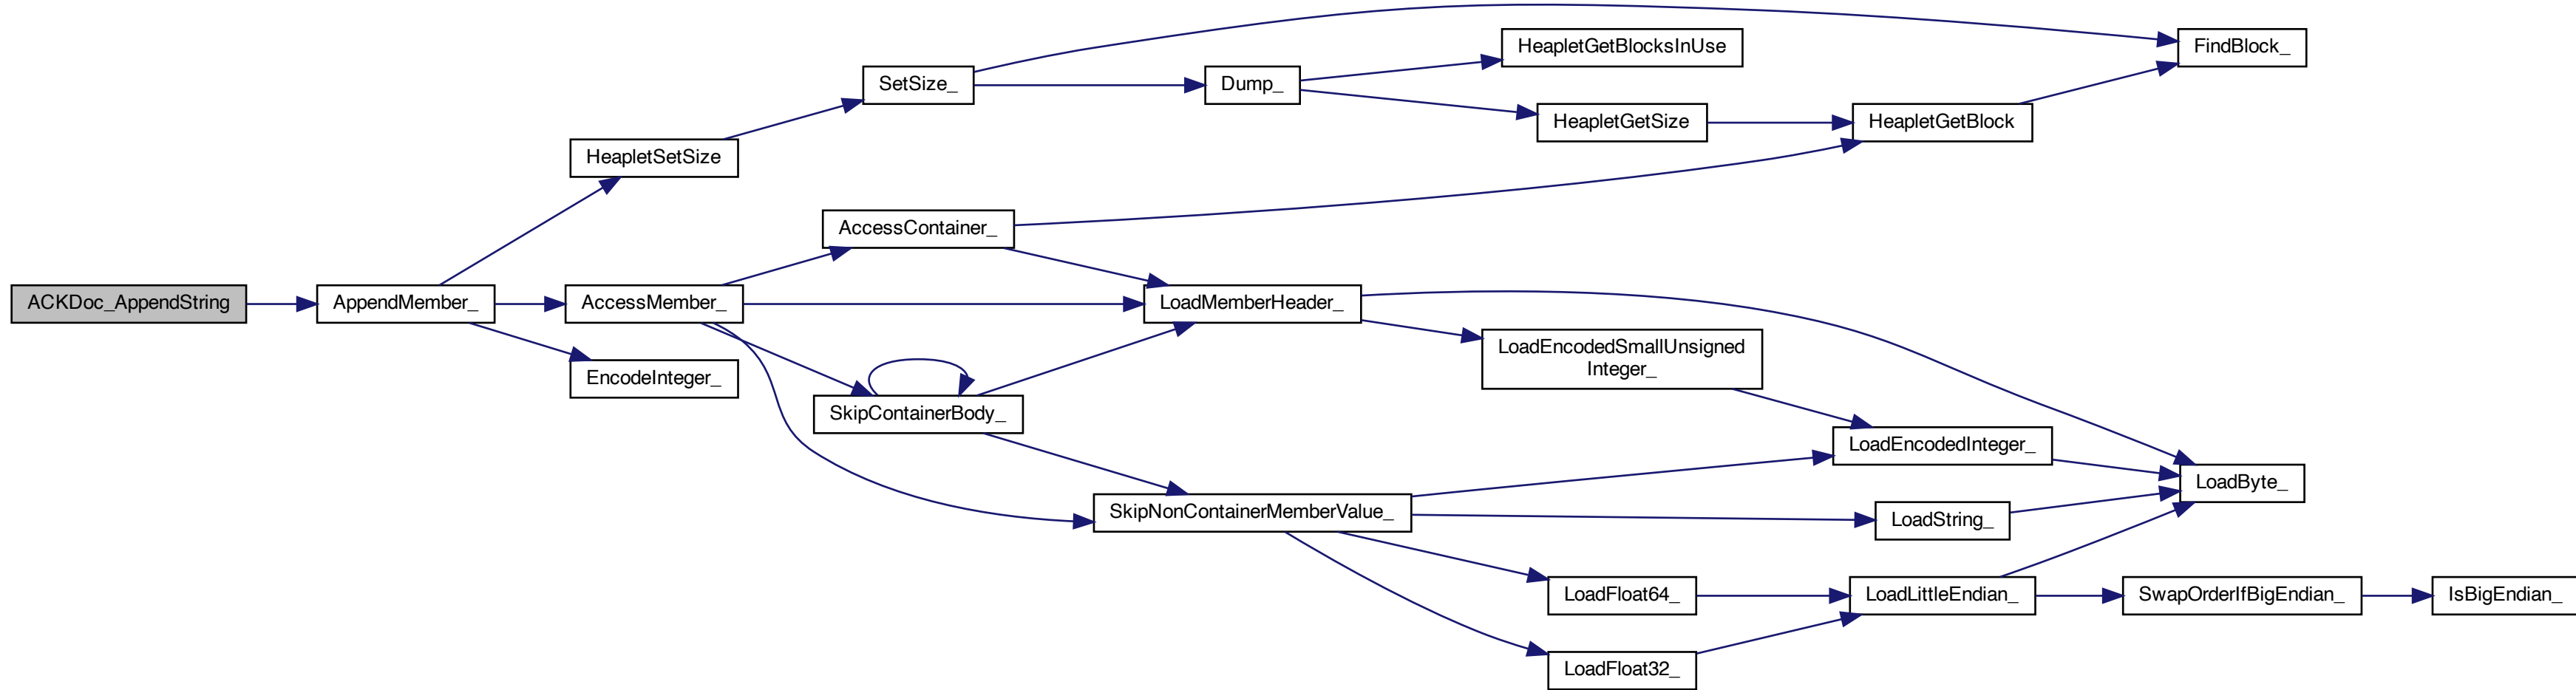 HeapletGetBlocksInUse
FindBlock_
SetSize_
Dump_
HeapletGetSize
HeapletGetBlock
HeapletSetSize
AccessContainer_
ACKDoc_AppendString
AppendMember_
AccessMember_
LoadMemberHeader_
LoadEncodedSmallUnsigned
Integer_
EncodeInteger_
SkipContainerBody_
LoadEncodedInteger_
LoadByte_
SkipNonContainerMemberValue_
LoadString_
LoadFloat64_
LoadLittleEndian_
SwapOrderIfBigEndian_
IsBigEndian_
LoadFloat32_